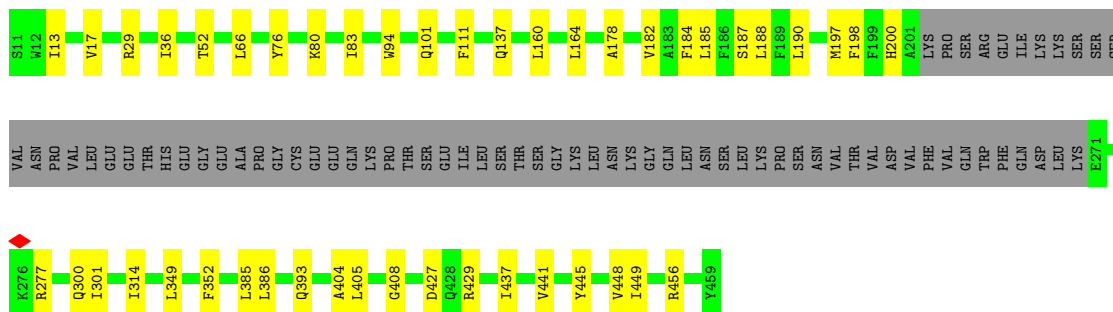 S11 W12 I13 V17 R29 I36 T52 L66 Y76 K80 I83 W94 Q101 F111 Q137 L160 L164 A178 V182 A183 F184 L185 F186 S187 L188 F189 L190 M197 F198 F199 H200 A201 LYS PRO SER ARG GLU ILE LYS LYS SER SER
VAL ASN PRO VAL LEU GLU GLU THR HIS GLU GLY GLU ALA PRO GLY CYS GLU GLU GLN LYS PRO THR SER GLU ILE LEU SER THR SER GLY LYS LEU ASN LYS GLY GLN LEU ASN SER LEU LYS PRO SER ASN VAL THR VAL ASP VAL PHE VAL GLN TRP PHE GLN ASP LEU LYS E271
K276 R277 Q300 I301 I314 L349 F352 L385 L386 Q393 A404 L405 G408 D427 Q428 R429 I437 V441 Y445 V448 I449 R456 Y459